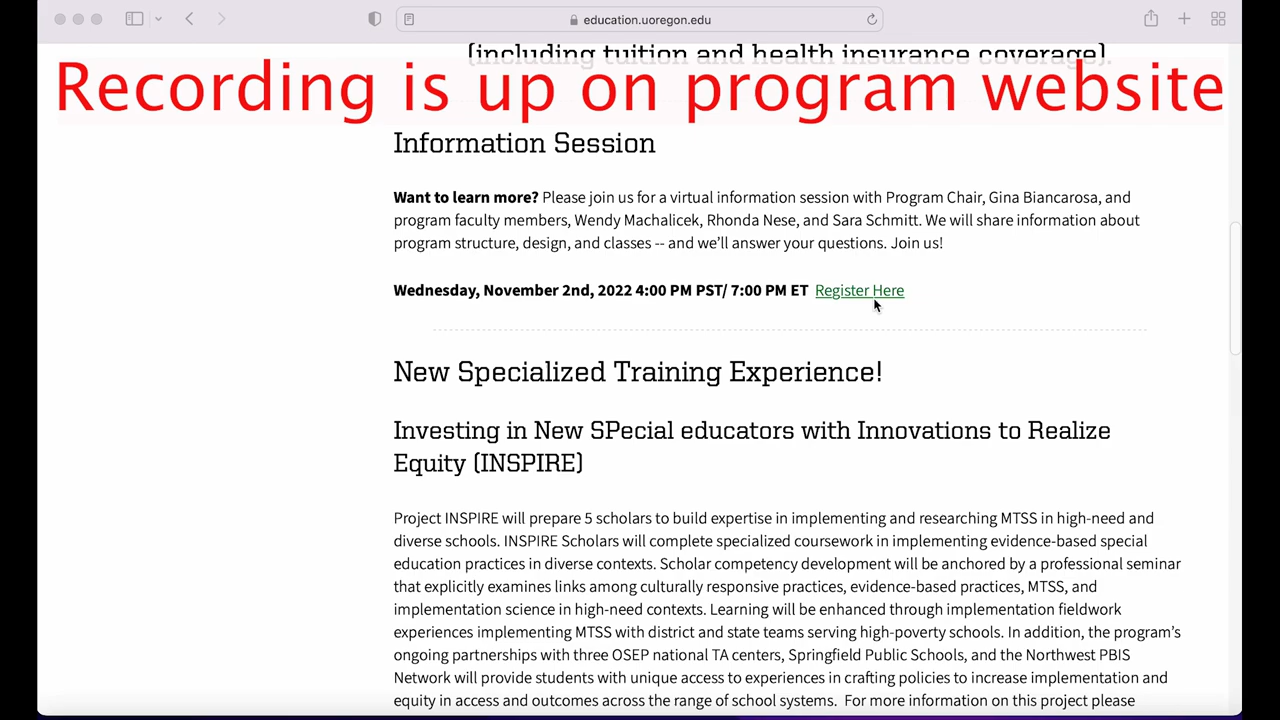 education.uoregon.edu
(including tuition and health insurance coverage).
Recording is up on program website
Information Session
Want to learn more? Please join us for a virtual information session with Program Chair, Gina Biancarosa, and
program faculty members, Wendy Machalicek, Rhonda Nese, and Sara Schmitt. We will share information about
program structure, design, and classes -- and we’ll answer your questions. Join us!
Wednesday, November 2nd, 2022 4:00 PM PST/ 7:00 PM ET Register Here
New Specialized Training Experience!
Investing in New SPecial educators with Innovations to Realize
Equity (INSPIRE)
Project INSPIRE will prepare 5 scholars to build expertise in implementing and researching MTSS in high-need and
diverse schools. INSPIRE Scholars will complete specialized coursework in implementing evidence-based special
education practices in diverse contexts. Scholar competency development will be anchored by a professional seminar
that explicitly examines links among culturally responsive practices, evidence-based practices, MTSS, and
implementation science in high-need contexts. Learning will be enhanced through implementation fieldwork
experiences implementing MTSS with district and state teams serving high-poverty schools. In addition, the program’s
ongoing partnerships with three OSEP national TA centers, Springfield Public Schools, and the Northwest PBIS
Network will provide students with unique access to experiences in crafting policies to increase implementation and
equity in access and outcomes across the range of school systems.  For more information on this project please